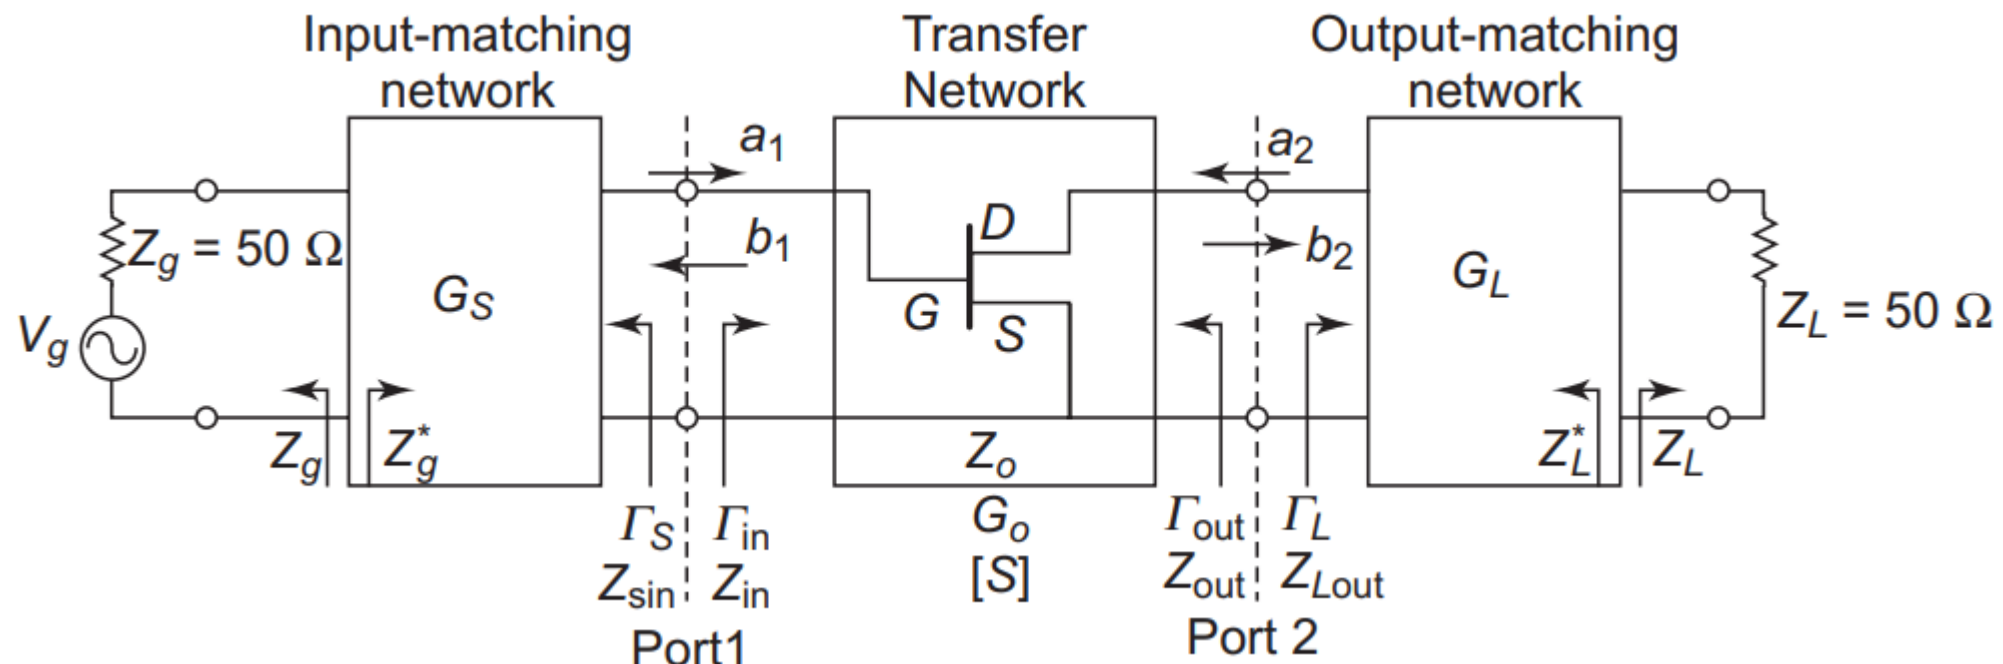 Input-matching
network
Transfer
Network
Output-matching
network
a1
b1
a2
b2
Zg = 50 Ω
Vg
GS
D
G
S
GL
ZL = 50 Ω
Zg
Z*g
Zo
Z*L
ZL
ΓS
Γin
Go
Γout
ΓL
Zsin
Zin
[S]
Zout
ZLout
Port1
Port 2